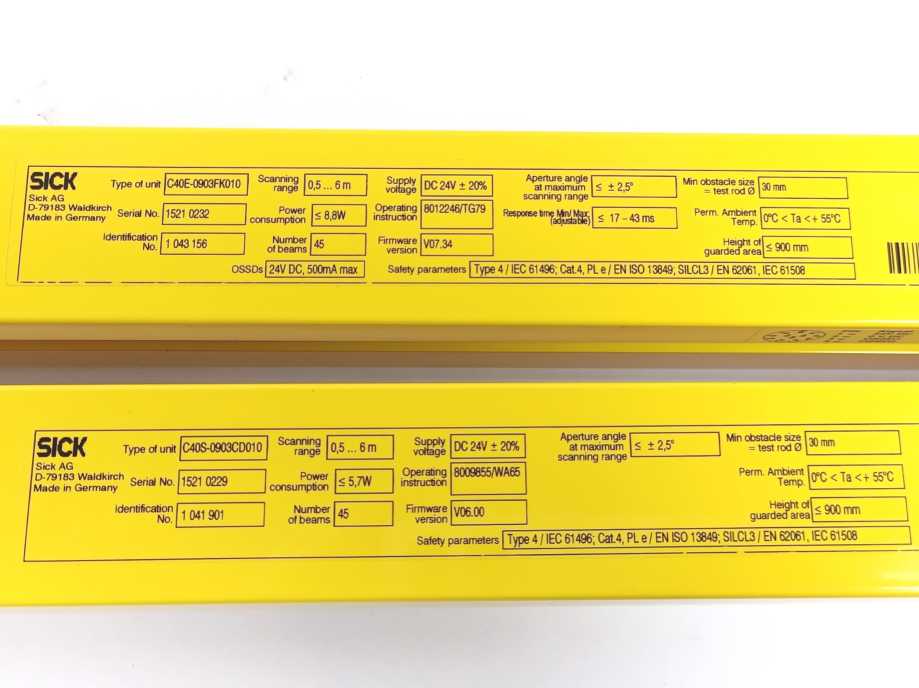 SICK
Sick AG
D-79183 Waldkirch
Made in Germany
Type of unit C40E-0903FK010
Serial No. 1521 0232
Identification No. 1 043 156
Scanning range 0,5 ... 6 m
Power consumption ≤ 8,8W
Number of beams 45
OSSDs 24V DC, 500mA max
Supply voltage DC 24V ± 20%
Operating instruction 8012246/TG79
Firmware version V07.34
Aperture angle at maximum scanning range ≤ ± 2,5°
Response time Min/Max (adjustable) ≤ 17 – 43 ms
Min obstacle size = test rod Ø 30 mm
Perm. Ambient Temp. 0°C < Ta < + 55°C
Height of guarded area ≤ 900 mm
Safety parameters Type 4 / IEC 61496; Cat.4, PL e / EN ISO 13849; SILCL3 / EN 62061, IEC 61508
SICK
Sick AG
D-79183 Waldkirch
Made in Germany
Type of unit C40S-0903CD010
Serial No. 1521 0229
Identification No. 1 041 901
Scanning range 0,5 ... 6 m
Power consumption ≤ 5,7W
Number of beams 45
Supply voltage DC 24V ± 20%
Operating instruction 8009855/WA65
Firmware version V06.00
Aperture angle at maximum scanning range ≤ ± 2,5°
Min obstacle size = test rod Ø 30 mm
Perm. Ambient Temp. 0°C < Ta < + 55°C
Height of guarded area ≤ 900 mm
Safety parameters Type 4 / IEC 61496; Cat.4, PL e / EN ISO 13849; SILCL3 / EN 62061, IEC 61508